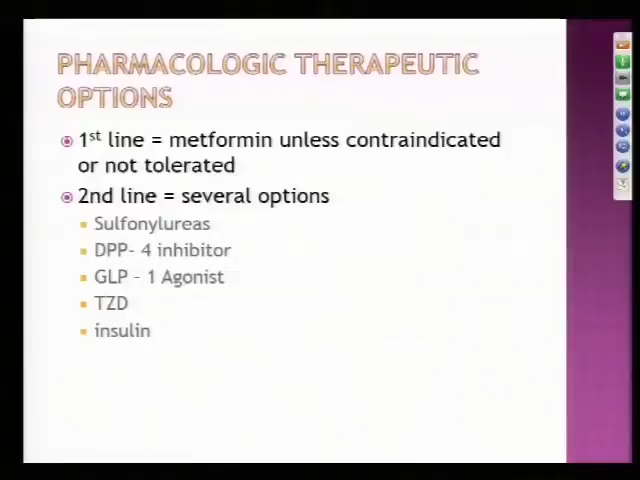 PHARMACOLOGIC THERAPEUTIC
OPTIONS
1st line = metformin unless contraindicated
or not tolerated
2nd line = several options
Sulfonylureas
DPP- 4 inhibitor
GLP - 1 Agonist
TZD
insulin